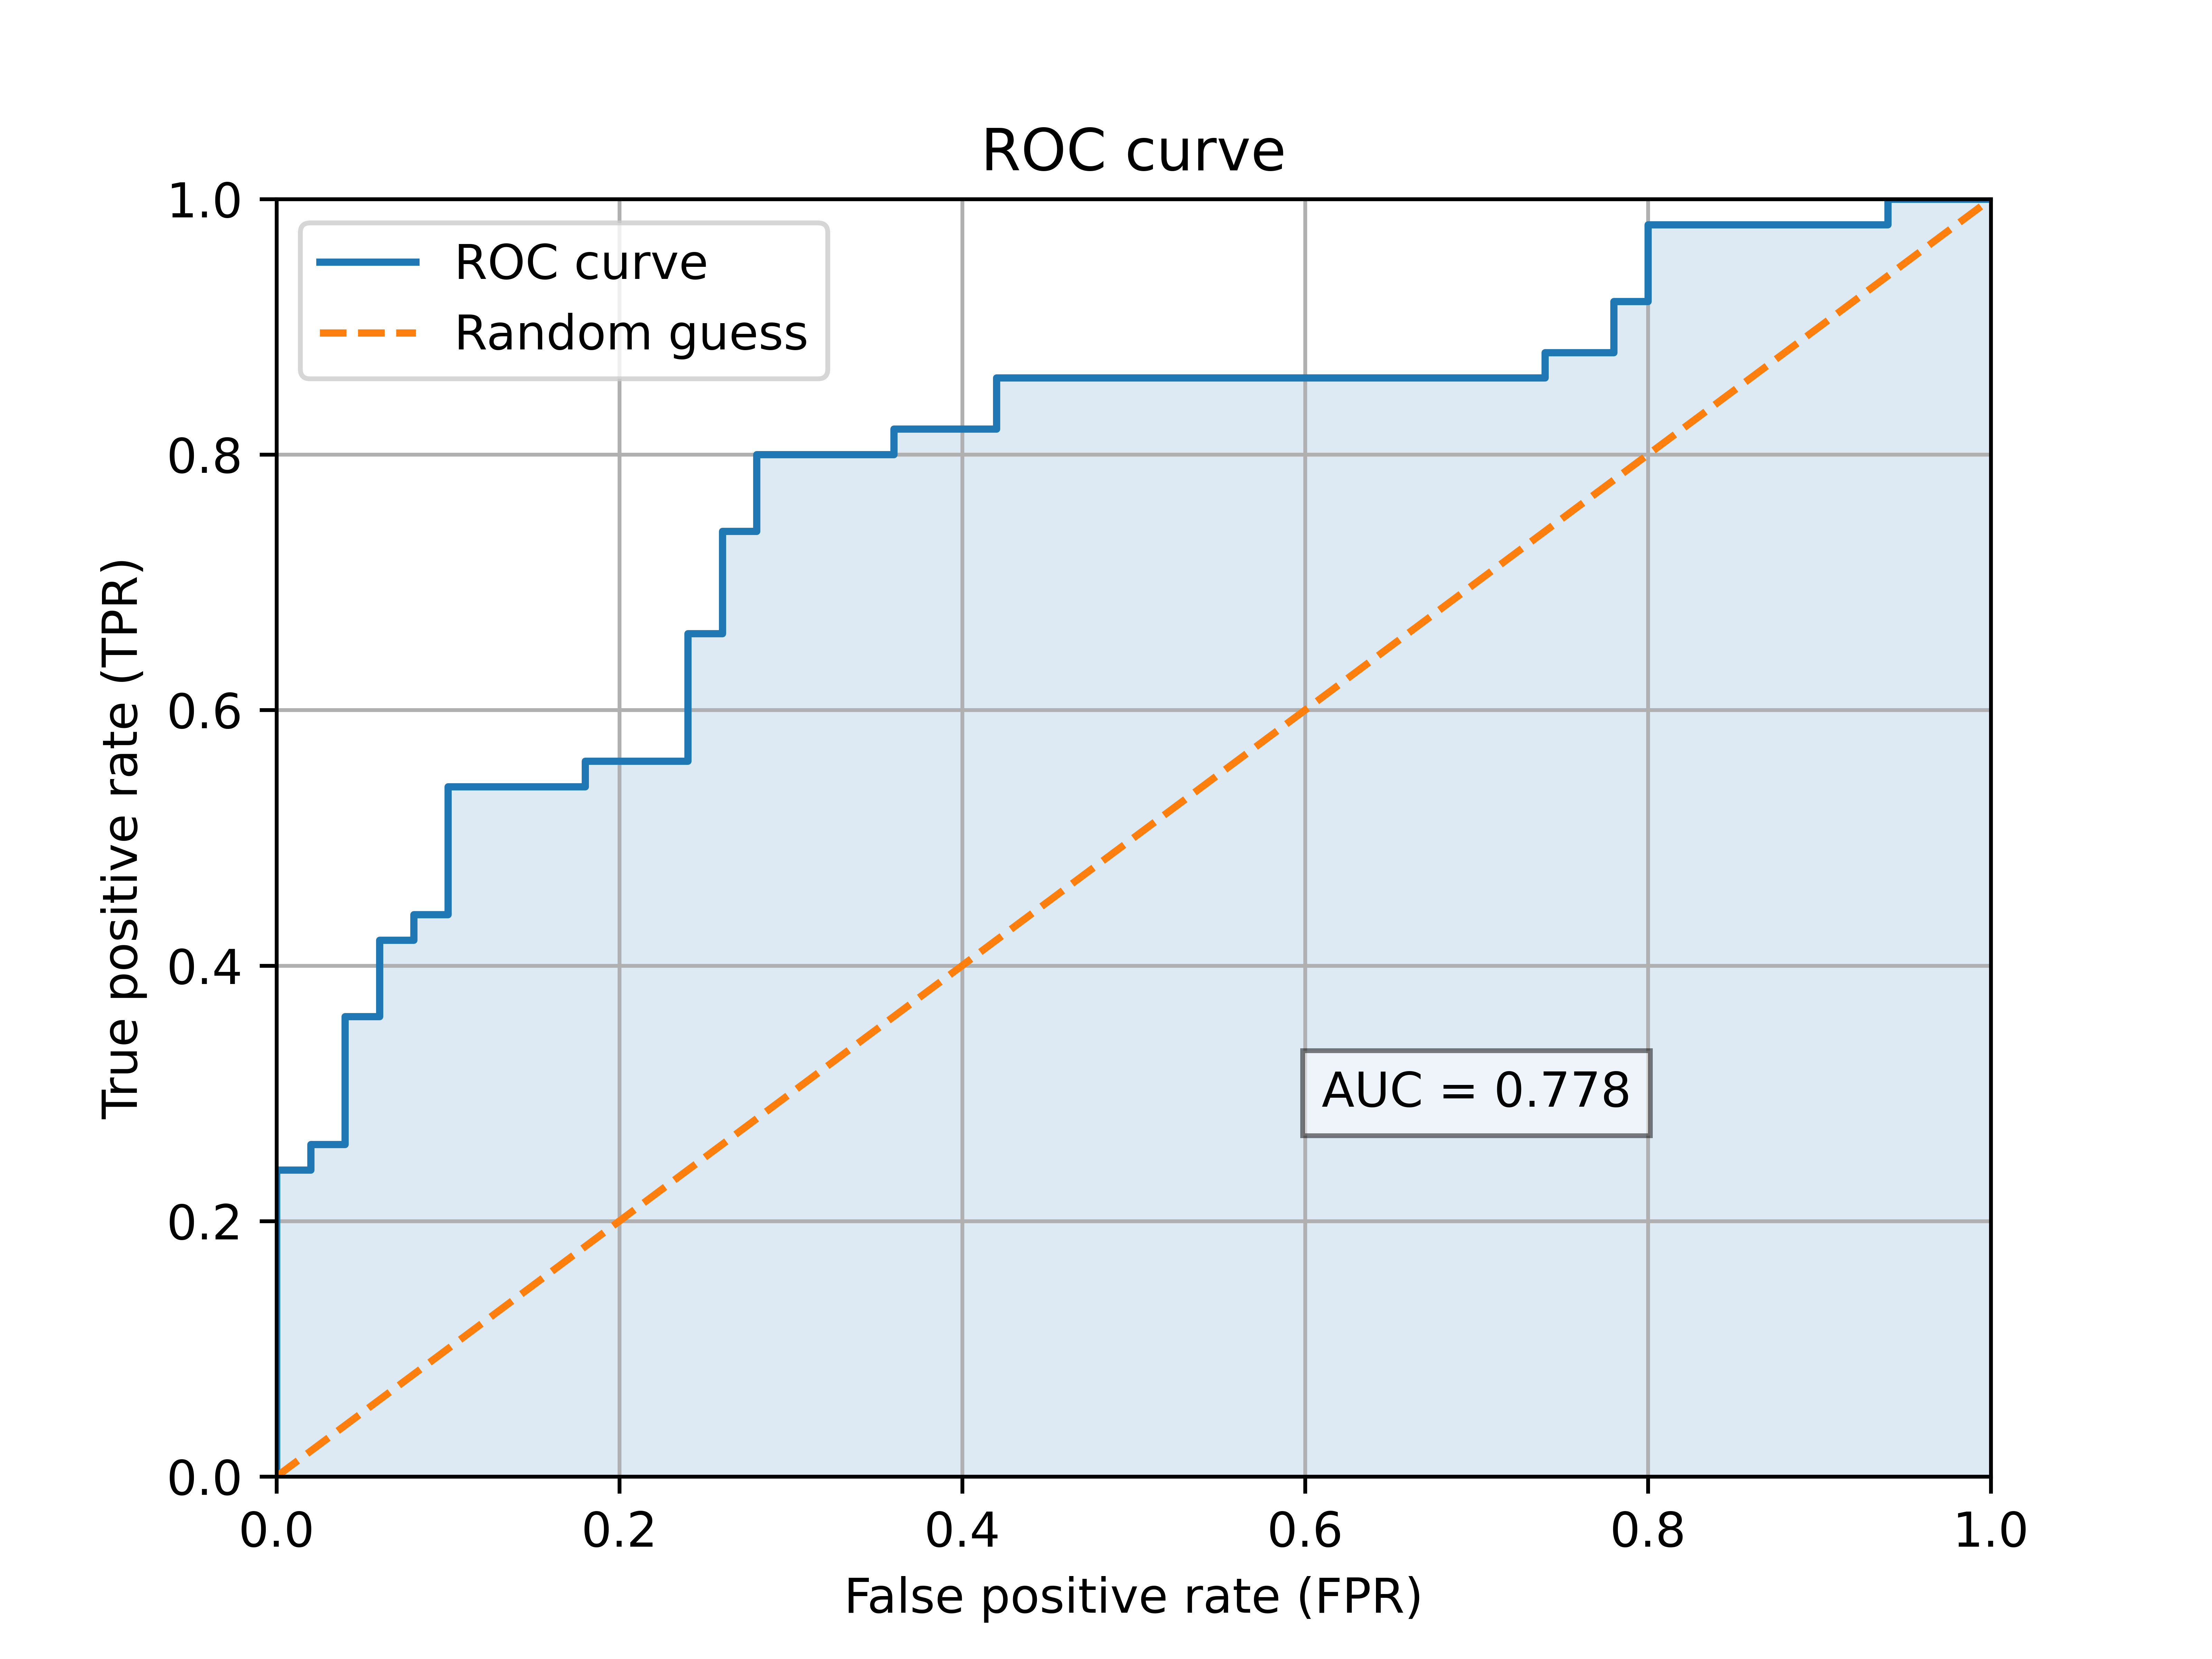 ROC curve
1.0
ROC curve
Random guess
0.8
0.6
0.4
0.2
0.0
True positive rate (TPR)
AUC = 0.778
0.0 0.2 0.4 0.6 0.8 1.0
False positive rate (FPR)